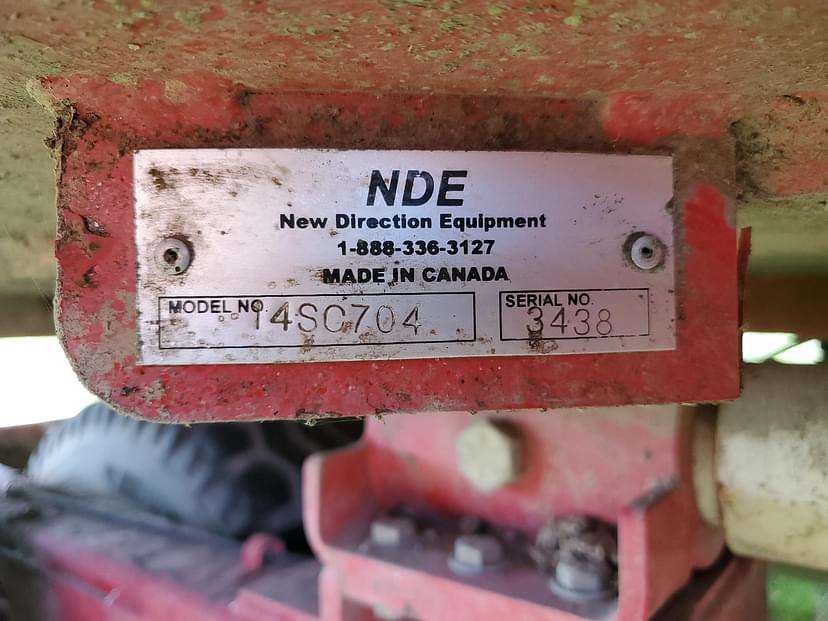 NDE
New Direction Equipment
1-888-336-3127
MADE IN CANADA
MODEL NO. 14SC704
SERIAL NO. 3438